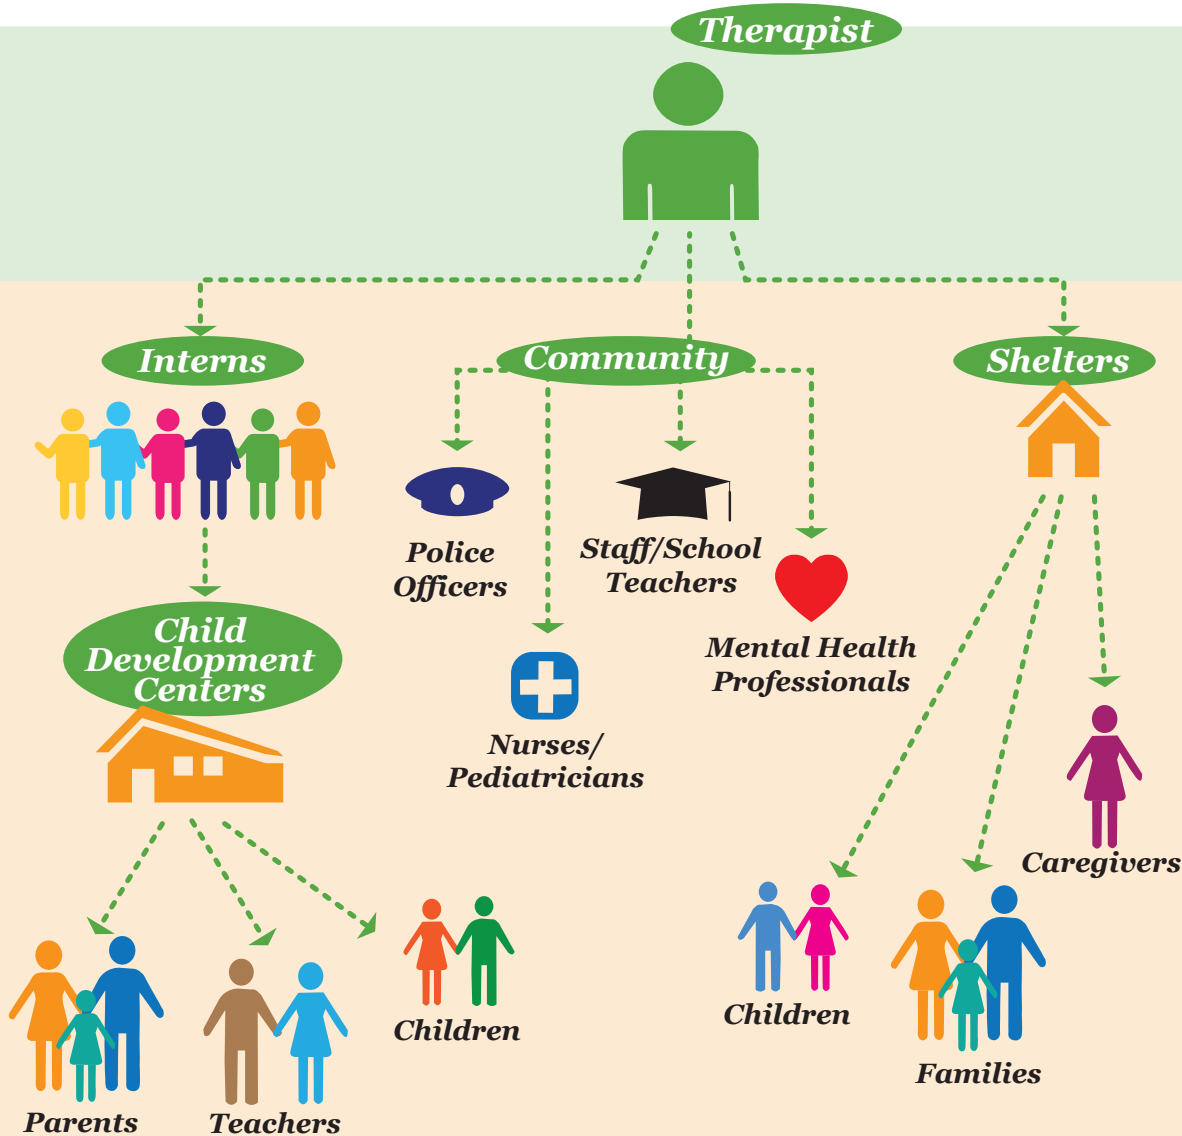 Therapist
Interns
Community
Shelters
Police
Officers
Staff/School
Teachers
Child
Development
Centers
Mental Health
Professionals
Nurses/
Pediatricians
Caregivers
Children
Children
Families
Parents
Teachers